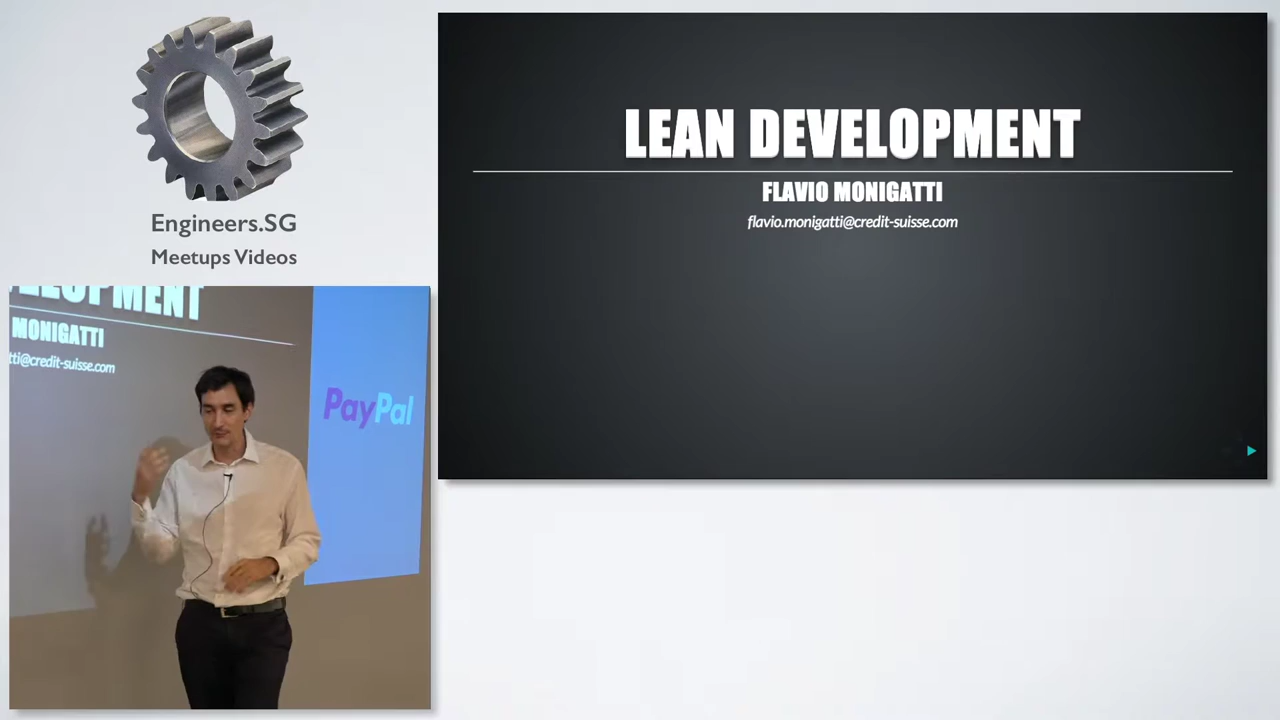 Engineers.SG
Meetups Videos
LEAN DEVELOPMENT
FLAVIO MONIGATTI
flavio.monigatti@credit-suisse.com
ELOPMENT
MONIGATTI
tti@credit-suisse.com
PayPal